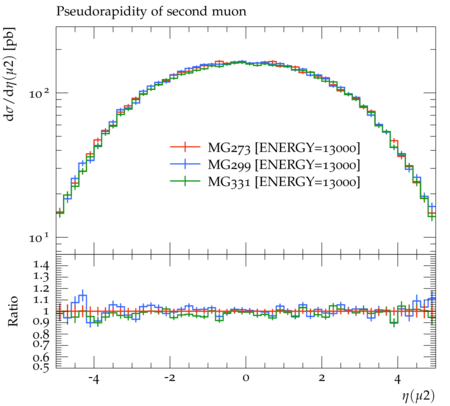 Pseudorapidity of second muon
dσ/dη(μ2) [pb]
10²
10¹
MG273 [ENERGY=13000]
MG299 [ENERGY=13000]
MG331 [ENERGY=13000]
Ratio
1.4
1.3
1.2
1.1
1
0.9
0.8
0.7
0.6
0.5
-4 -2 0 2 4
η(μ2)